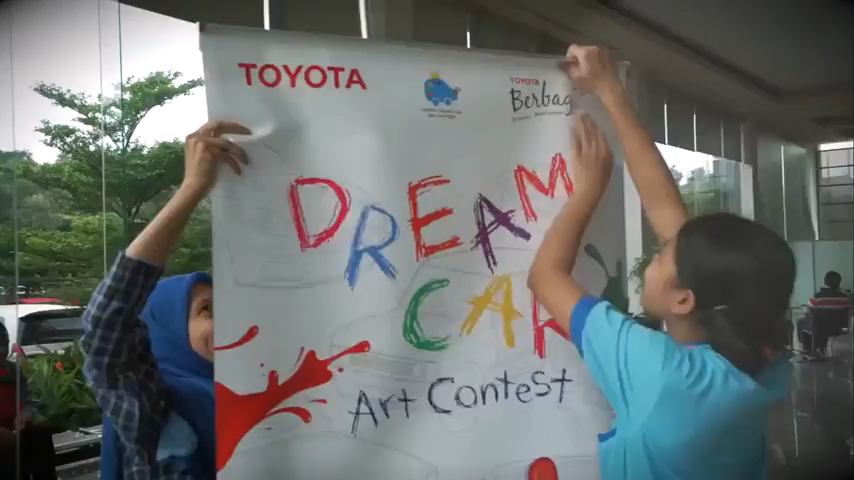 TOYOTA
TOYOTA
Berbag
DREAM
CAR
Art Contest